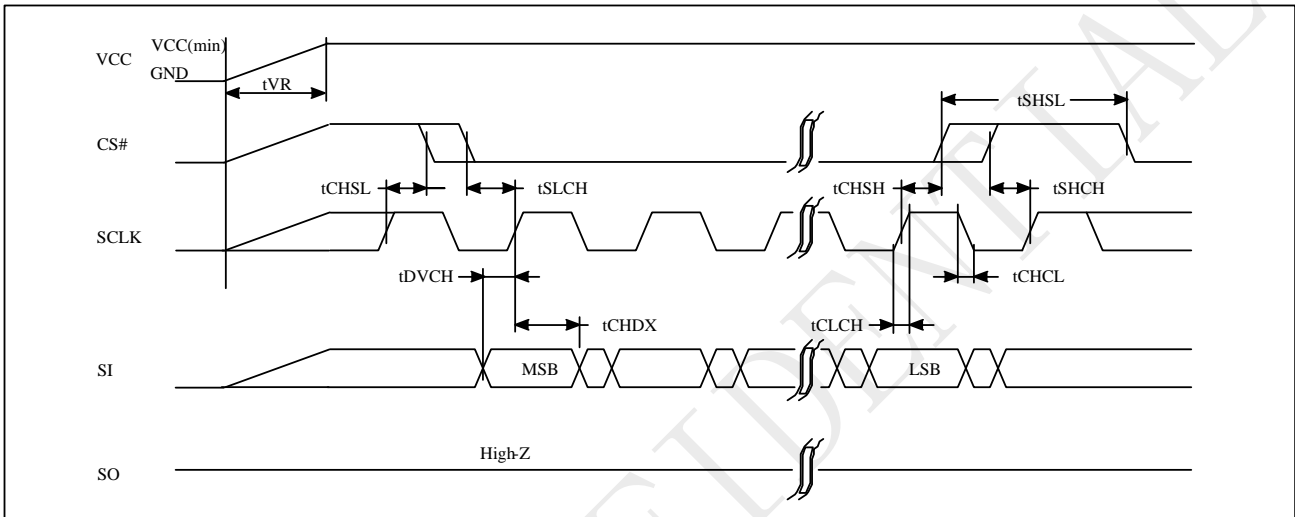 VCC(min)
VCC
GND
tVR
tSHSL
CS#
tCHSL
tSLCH
tCHSH
tSHCH
SCLK
tDVCH
tCHCL
tCHDX
tCLCH
SI
MSB
LSB
High-Z
SO